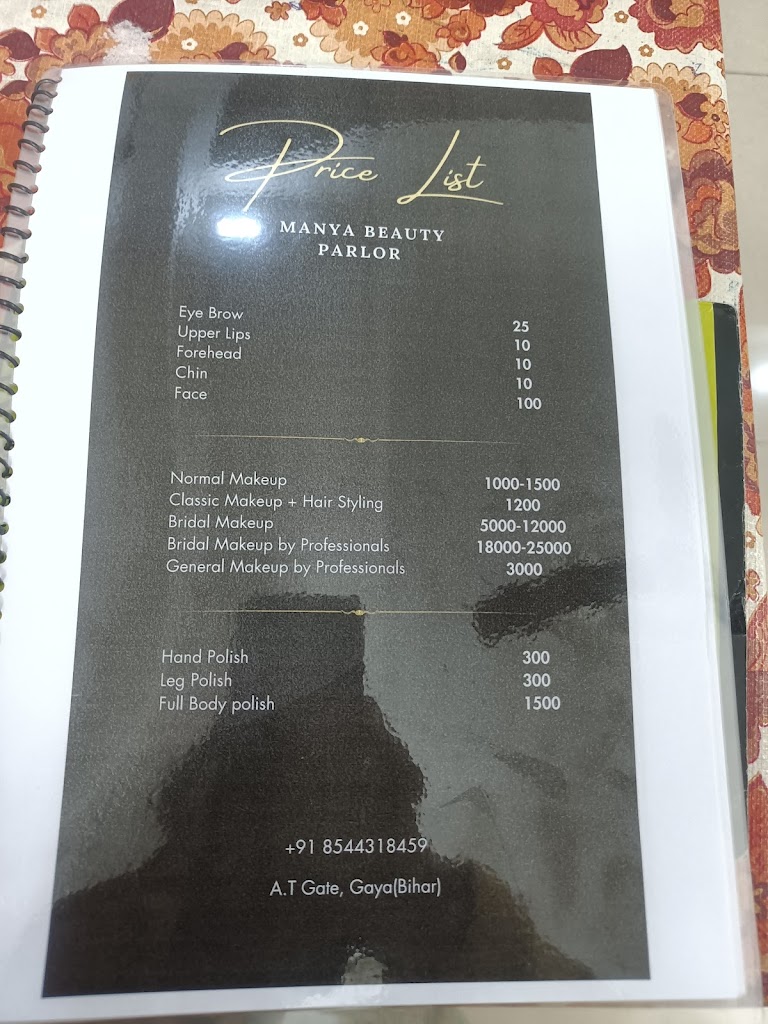 Price List
MANYA BEAUTY
PARLOR
Eye Brow 25
Upper Lips 10
Forehead 10
Chin 10
Face 100
Normal Makeup 1000-1500
Classic Makeup + Hair Styling 1200
Bridal Makeup 5000-12000
Bridal Makeup by Professionals 18000-25000
General Makeup by Professionals 3000
Hand Polish 300
Leg Polish 300
Full Body polish 1500
+91 8544318459
A.T Gate, Gaya(Bihar)